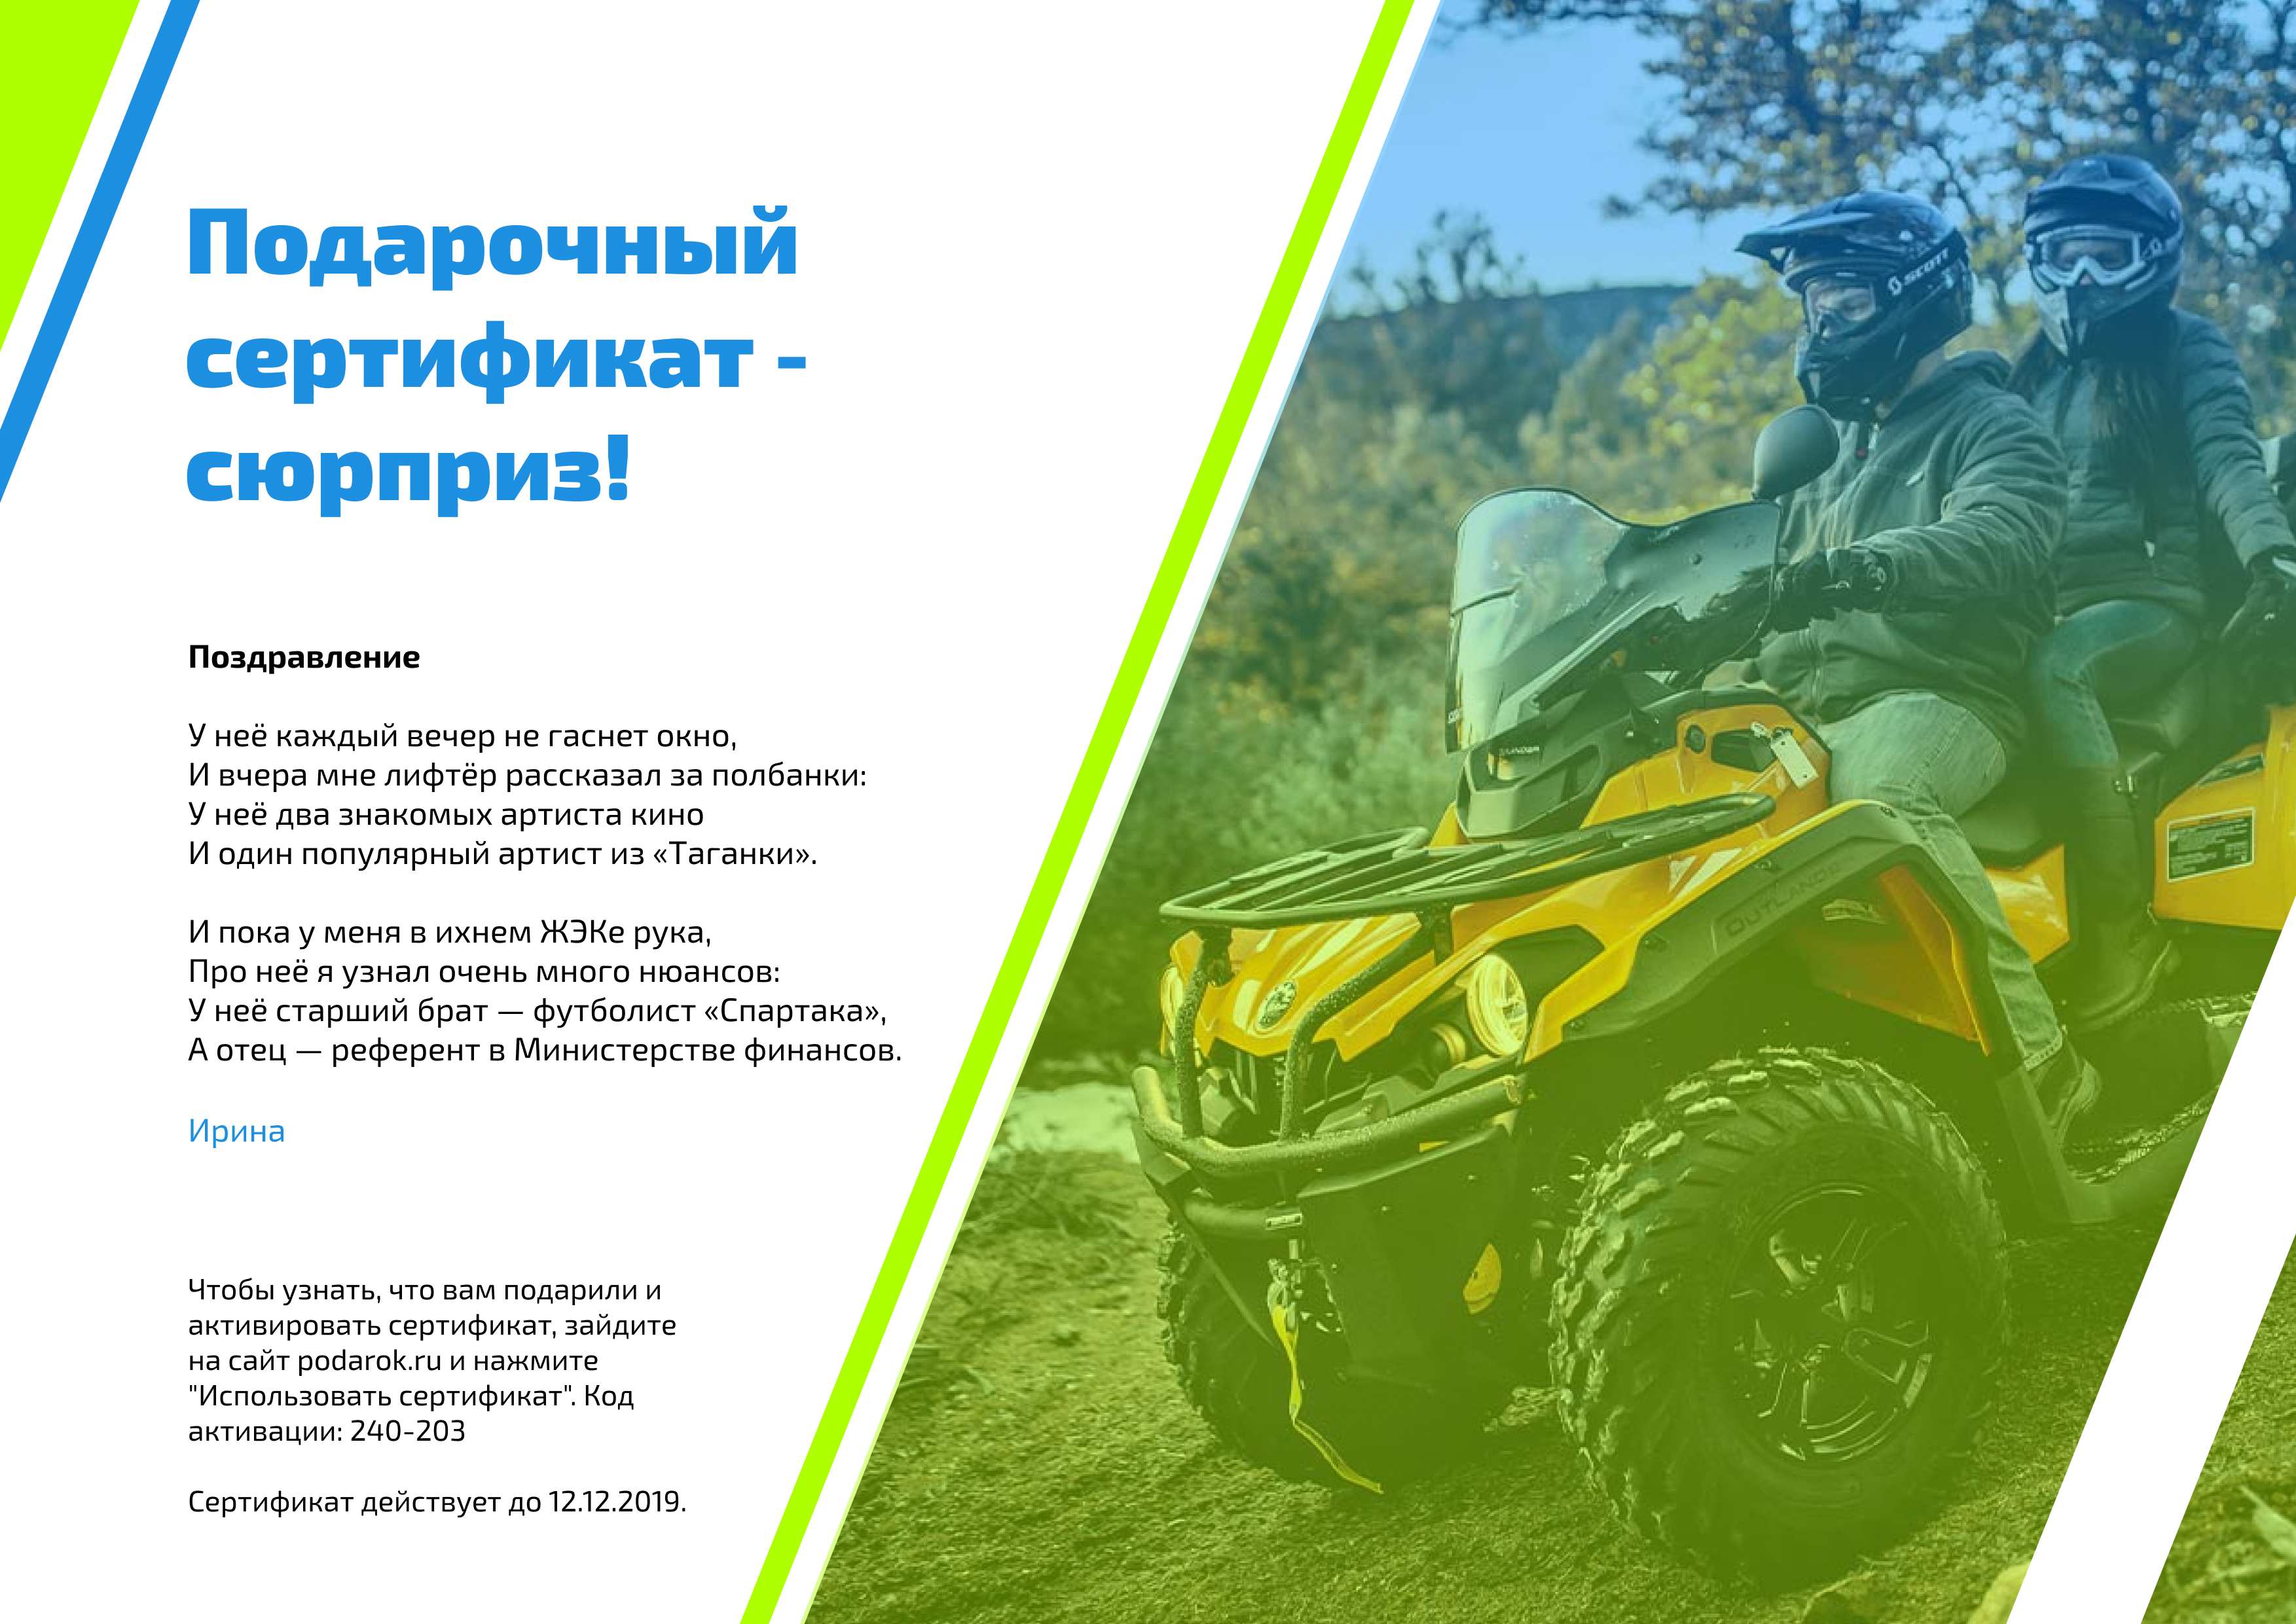 Подарочный
сертификат -
сюрприз!
Поздравление
У неё каждый вечер не гаснет окно,
И вчера мне лифтёр рассказал за полбанки:
У неё два знакомых артиста кино
И один популярный артист из «Таганки».
И пока у меня в ихнем ЖЭКе рука,
Про неё я узнал очень много нюансов:
У неё старший брат — футболист «Спартака»,
А отец — референт в Министерстве финансов.
Ирина
Чтобы узнать, что вам подарили и
активировать сертификат, зайдите
на сайт podarok.ru и нажмите
"Использовать сертификат". Код
активации: 240-203
Сертификат действует до 12.12.2019.
SCOTT
OUTLANDER